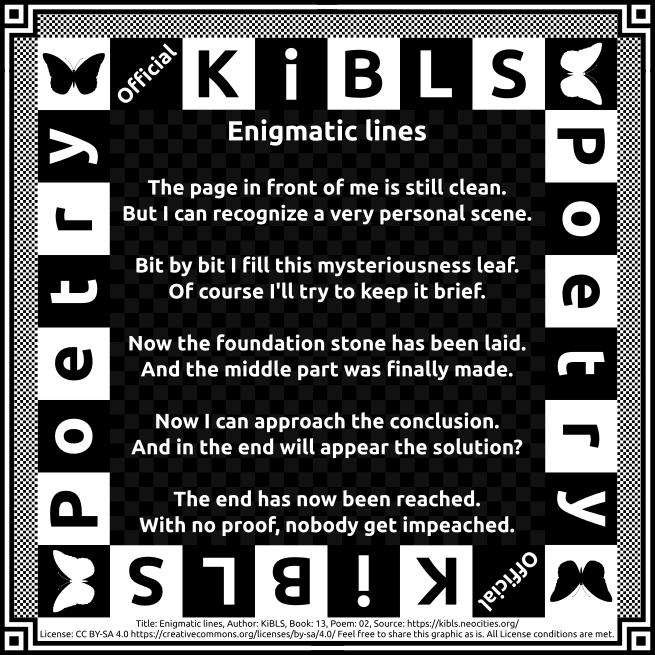 Official KiBLS
Poetry
Poetry
Enigmatic lines
The page in front of me is still clean.
But I can recognize a very personal scene.
Bit by bit I fill this mysteriousness leaf.
Of course I'll try to keep it brief.
Now the foundation stone has been laid.
And the middle part was finally made.
Now I can approach the conclusion.
And in the end will appear the solution?
The end has now been reached.
With no proof, nobody get impeached.
Official KiBLS
Title: Enigmatic lines, Author: KiBLS, Book: 13, Poem: 02, Source: https://kibls.neocities.org/
License: CC BY-SA 4.0 https://creativecommons.org/licenses/by-sa/4.0/ Feel free to share this graphic as is. All License conditions are met.